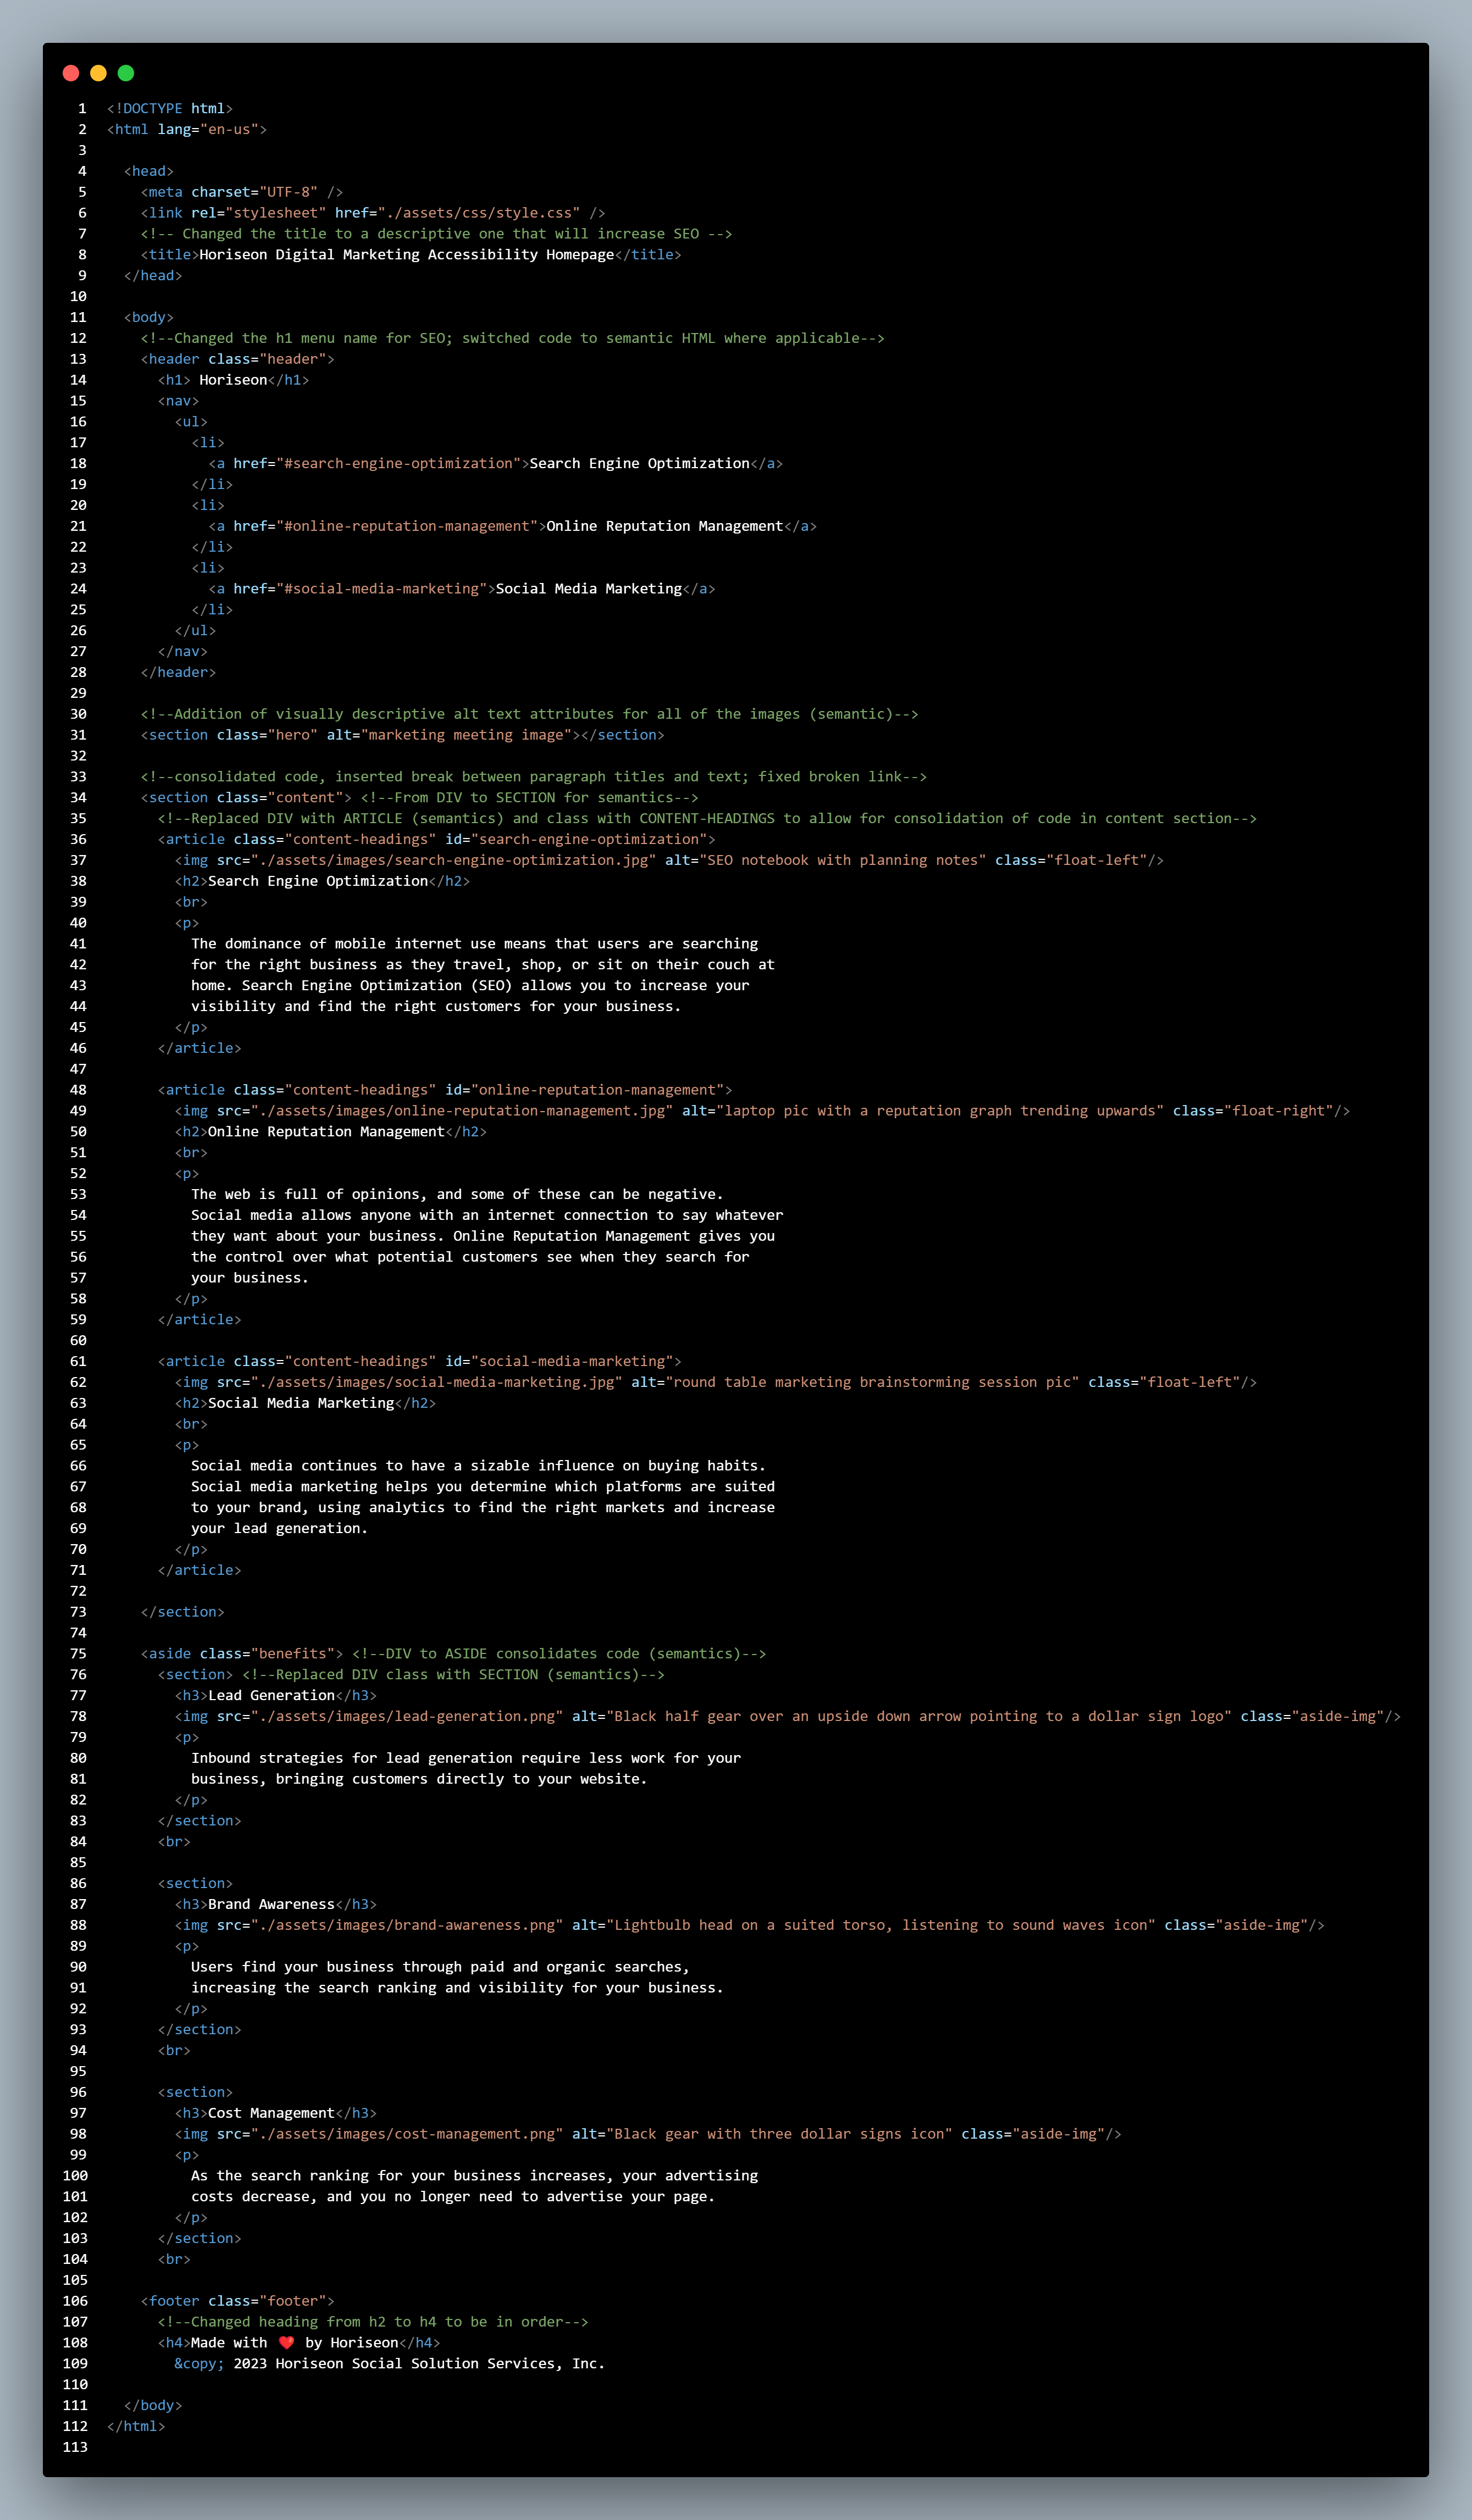 1 <!DOCTYPE html>
2 <html lang="en-us">
3
4   <head>
5     <meta charset="UTF-8" />
6     <link rel="stylesheet" href="./assets/css/style.css" />
7     <!-- Changed the title to a descriptive one that will increase SEO -->
8     <title>Horiseon Digital Marketing Accessibility Homepage</title>
9   </head>
10
11   <body>
12     <!--Changed the h1 menu name for SEO; switched code to semantic HTML where applicable-->
13     <header class="header">
14       <h1> Horiseon</h1>
15       <nav>
16         <ul>
17           <li>
18             <a href="#search-engine-optimization">Search Engine Optimization</a>
19           </li>
20           <li>
21             <a href="#online-reputation-management">Online Reputation Management</a>
22           </li>
23           <li>
24             <a href="#social-media-marketing">Social Media Marketing</a>
25           </li>
26         </ul>
27       </nav>
28     </header>
29
30     <!--Addition of visually descriptive alt text attributes for all of the images (semantic)-->
31     <section class="hero" alt="marketing meeting image"></section>
32
33     <!--consolidated code, inserted break between paragraph titles and text; fixed broken link-->
34     <section class="content"> <!--From DIV to SECTION for semantics-->
35       <!--Replaced DIV with ARTICLE (semantics) and class with CONTENT-HEADINGS to allow for consolidation of code in content section-->
36       <article class="content-headings" id="search-engine-optimization">
37         <img src="./assets/images/search-engine-optimization.jpg" alt="SEO notebook with planning notes" class="float-left"/>
38         <h2>Search Engine Optimization</h2>
39         <br>
40         <p>
41           The dominance of mobile internet use means that users are searching
42           for the right business as they travel, shop, or sit on their couch at
43           home. Search Engine Optimization (SEO) allows you to increase your
44           visibility and find the right customers for your business.
45         </p>
46       </article>
47
48       <article class="content-headings" id="online-reputation-management">
49         <img src="./assets/images/online-reputation-management.jpg" alt="laptop pic with a reputation graph trending upwards" class="float-right"/>
50         <h2>Online Reputation Management</h2>
51         <br>
52         <p>
53           The web is full of opinions, and some of these can be negative.
54           Social media allows anyone with an internet connection to say whatever
55           they want about your business. Online Reputation Management gives you
56           the control over what potential customers see when they search for
57           your business.
58         </p>
59       </article>
60
61       <article class="content-headings" id="social-media-marketing">
62         <img src="./assets/images/social-media-marketing.jpg" alt="round table marketing brainstorming session pic" class="float-left"/>
63         <h2>Social Media Marketing</h2>
64         <br>
65         <p>
66           Social media continues to have a sizable influence on buying habits.
67           Social media marketing helps you determine which platforms are suited
68           to your brand, using analytics to find the right markets and increase
69           your lead generation.
70         </p>
71       </article>
72
73     </section>
74
75     <aside class="benefits"> <!--DIV to ASIDE consolidates code (semantics)-->
76       <section> <!--Replaced DIV class with SECTION (semantics)-->
77         <h3>Lead Generation</h3>
78         <img src="./assets/images/lead-generation.png" alt="Black half gear over an upside down arrow pointing to a dollar sign logo" class="aside-img"/>
79         <p>
80           Inbound strategies for lead generation require less work for your
81           business, bringing customers directly to your website.
82         </p>
83       </section>
84       <br>
85
86       <section>
87         <h3>Brand Awareness</h3>
88         <img src="./assets/images/brand-awareness.png" alt="Lightbulb head on a suited torso, listening to sound waves icon" class="aside-img"/>
89         <p>
90           Users find your business through paid and organic searches,
91           increasing the search ranking and visibility for your business.
92         </p>
93       </section>
94       <br>
95
96       <section>
97         <h3>Cost Management</h3>
98         <img src="./assets/images/cost-management.png" alt="Black gear with three dollar signs icon" class="aside-img"/>
99         <p>
100           As the search ranking for your business increases, your advertising
101           costs decrease, and you no longer need to advertise your page.
102         </p>
103       </section>
104       <br>
105
106     <footer class="footer">
107       <!--Changed heading from h2 to h4 to be in order-->
108       <h4>Made with ❤️ by Horiseon</h4>
109         &copy; 2023 Horiseon Social Solution Services, Inc.
110
111   </body>
112 </html>
113